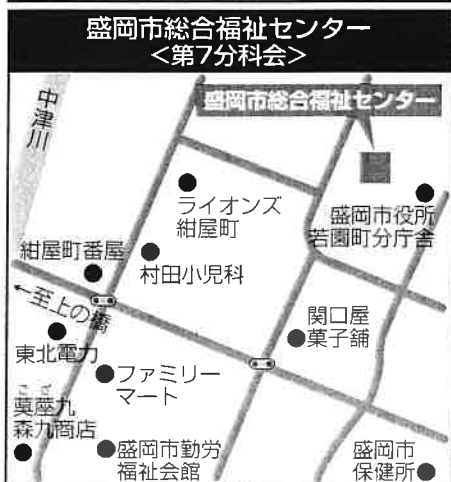 盛岡市総合福祉センター
<第7分科会>
中津川
盛岡市総合福祉センター
ライオンズ
紺屋町
盛岡市役所
若園町分庁舎
紺屋町番屋
村田小児科
←至上の橋
関口屋
菓子舗
東北電力
ファミリー
マート
ござ
茣蓙九
森九商店
盛岡市勤労
福祉会館
盛岡市
保健所